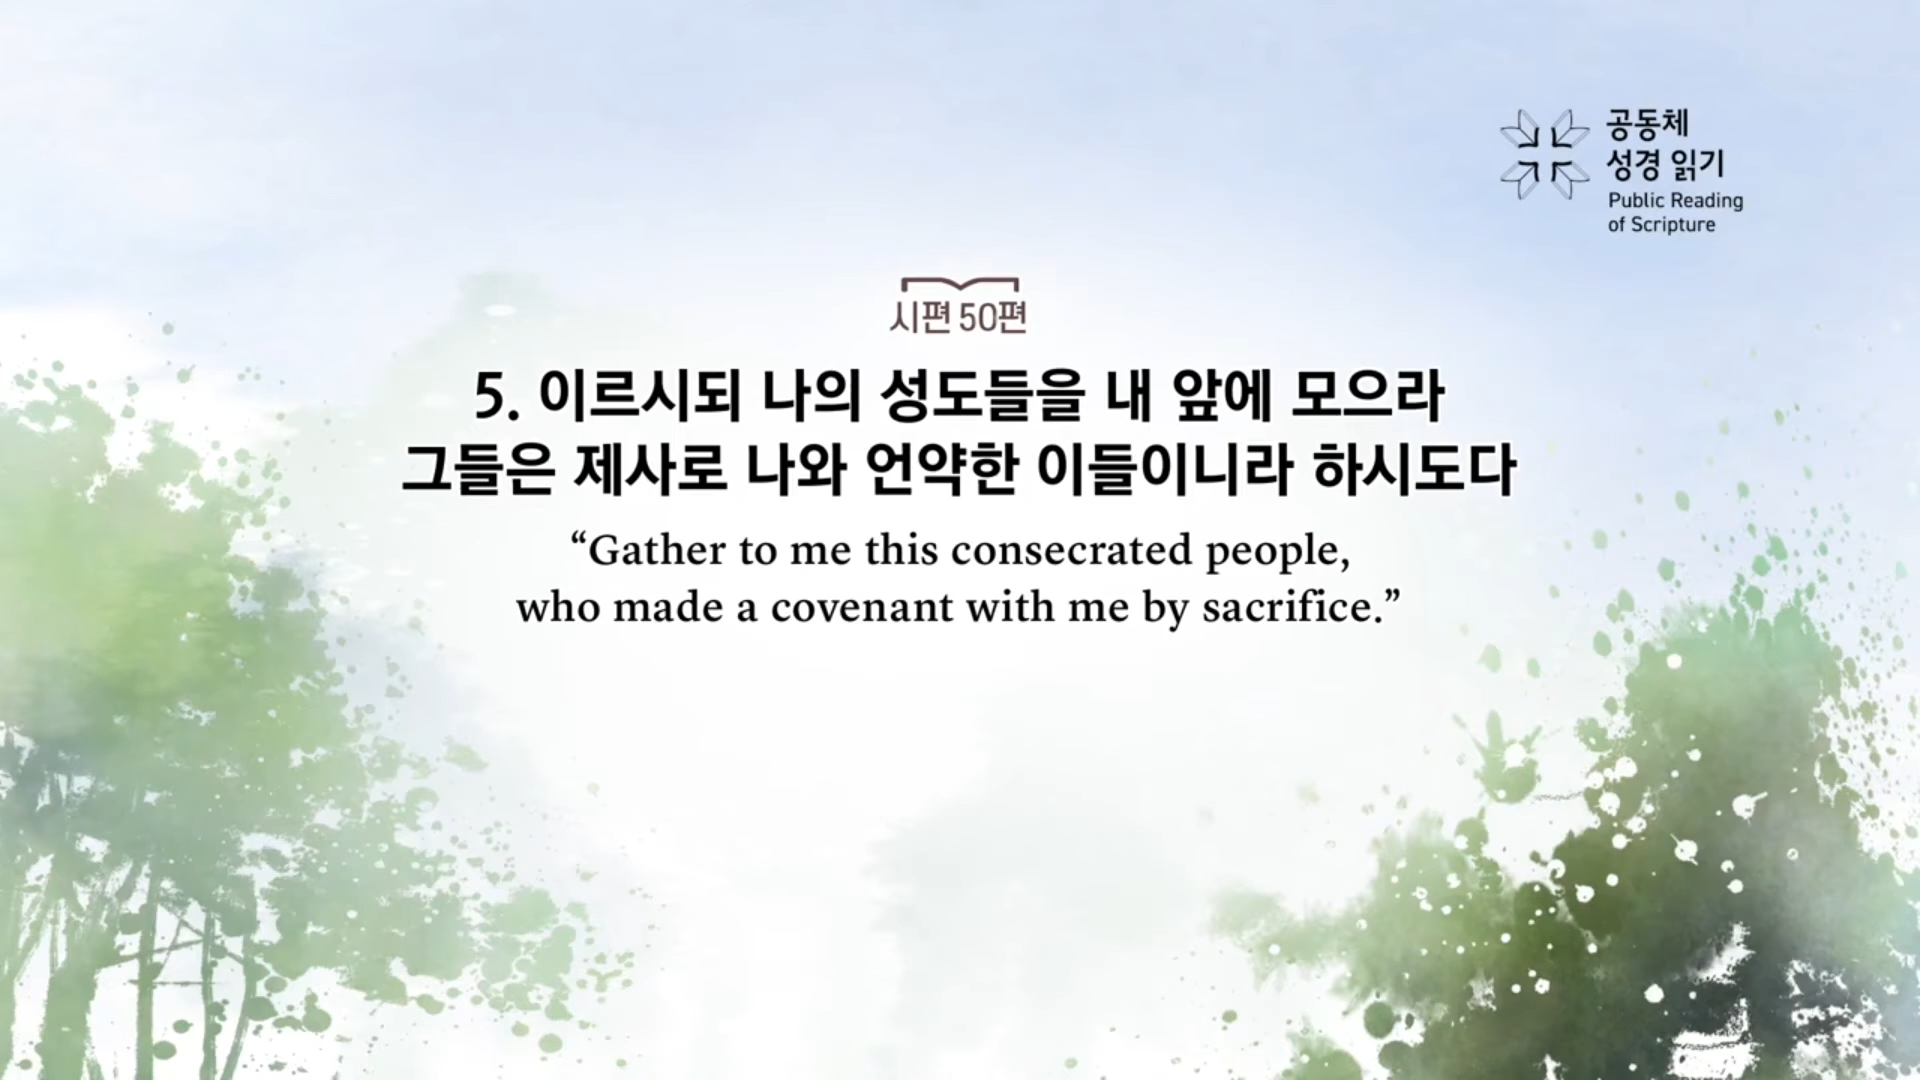 공동체
성경 읽기
Public Reading
of Scripture
시편 50편
5. 이르시되 나의 성도들을 내 앞에 모으라
그들은 제사로 나와 언약한 이들이니라 하시도다
“Gather to me this consecrated people,
who made a covenant with me by sacrifice.”